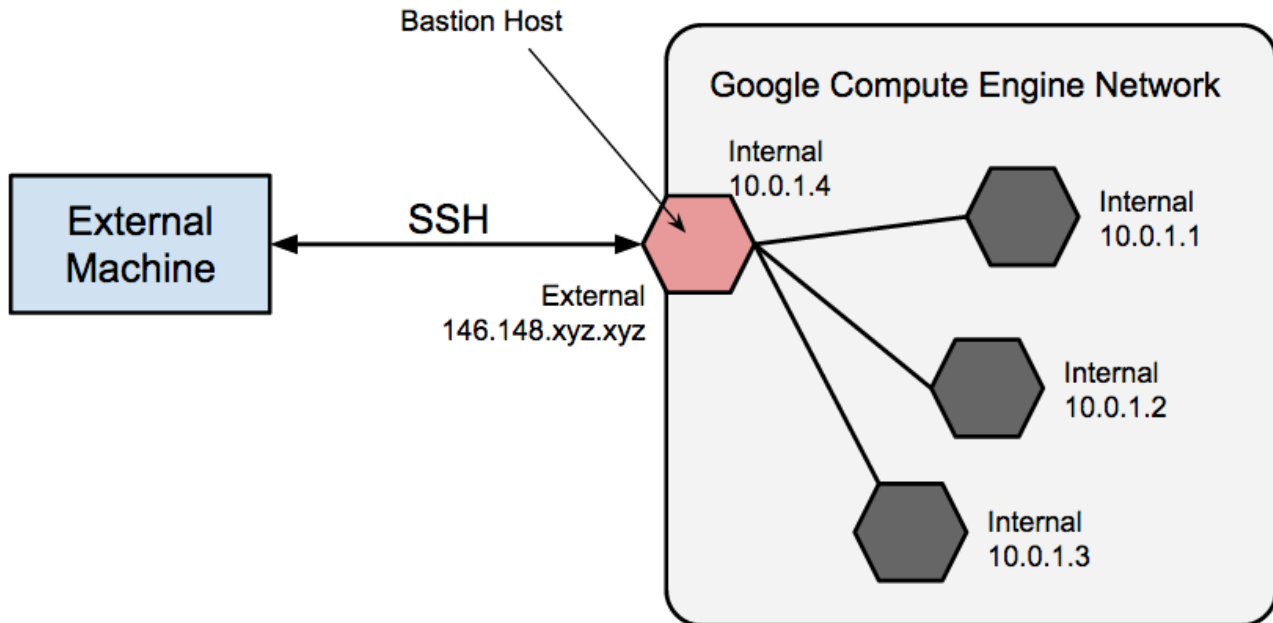 Bastion Host
Google Compute Engine Network
Internal
10.0.1.4
Internal
10.0.1.1
External
Machine
SSH
External
146.148.xyz.xyz
Internal
10.0.1.2
Internal
10.0.1.3